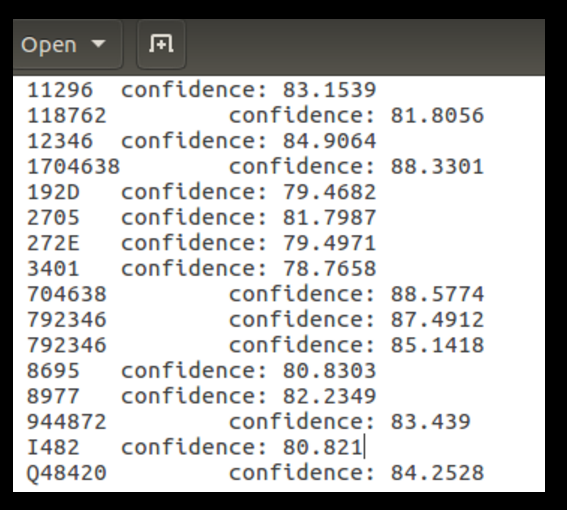 Open
11296 confidence: 83.1539
118762 confidence: 81.8056
12346 confidence: 84.9064
1704638 confidence: 88.3301
192D confidence: 79.4682
2705 confidence: 81.7987
272E confidence: 79.4971
3401 confidence: 78.7658
704638 confidence: 88.5774
792346 confidence: 87.4912
792346 confidence: 85.1418
8695 confidence: 80.8303
8977 confidence: 82.2349
944872 confidence: 83.439
I482 confidence: 80.821
Q48420 confidence: 84.2528